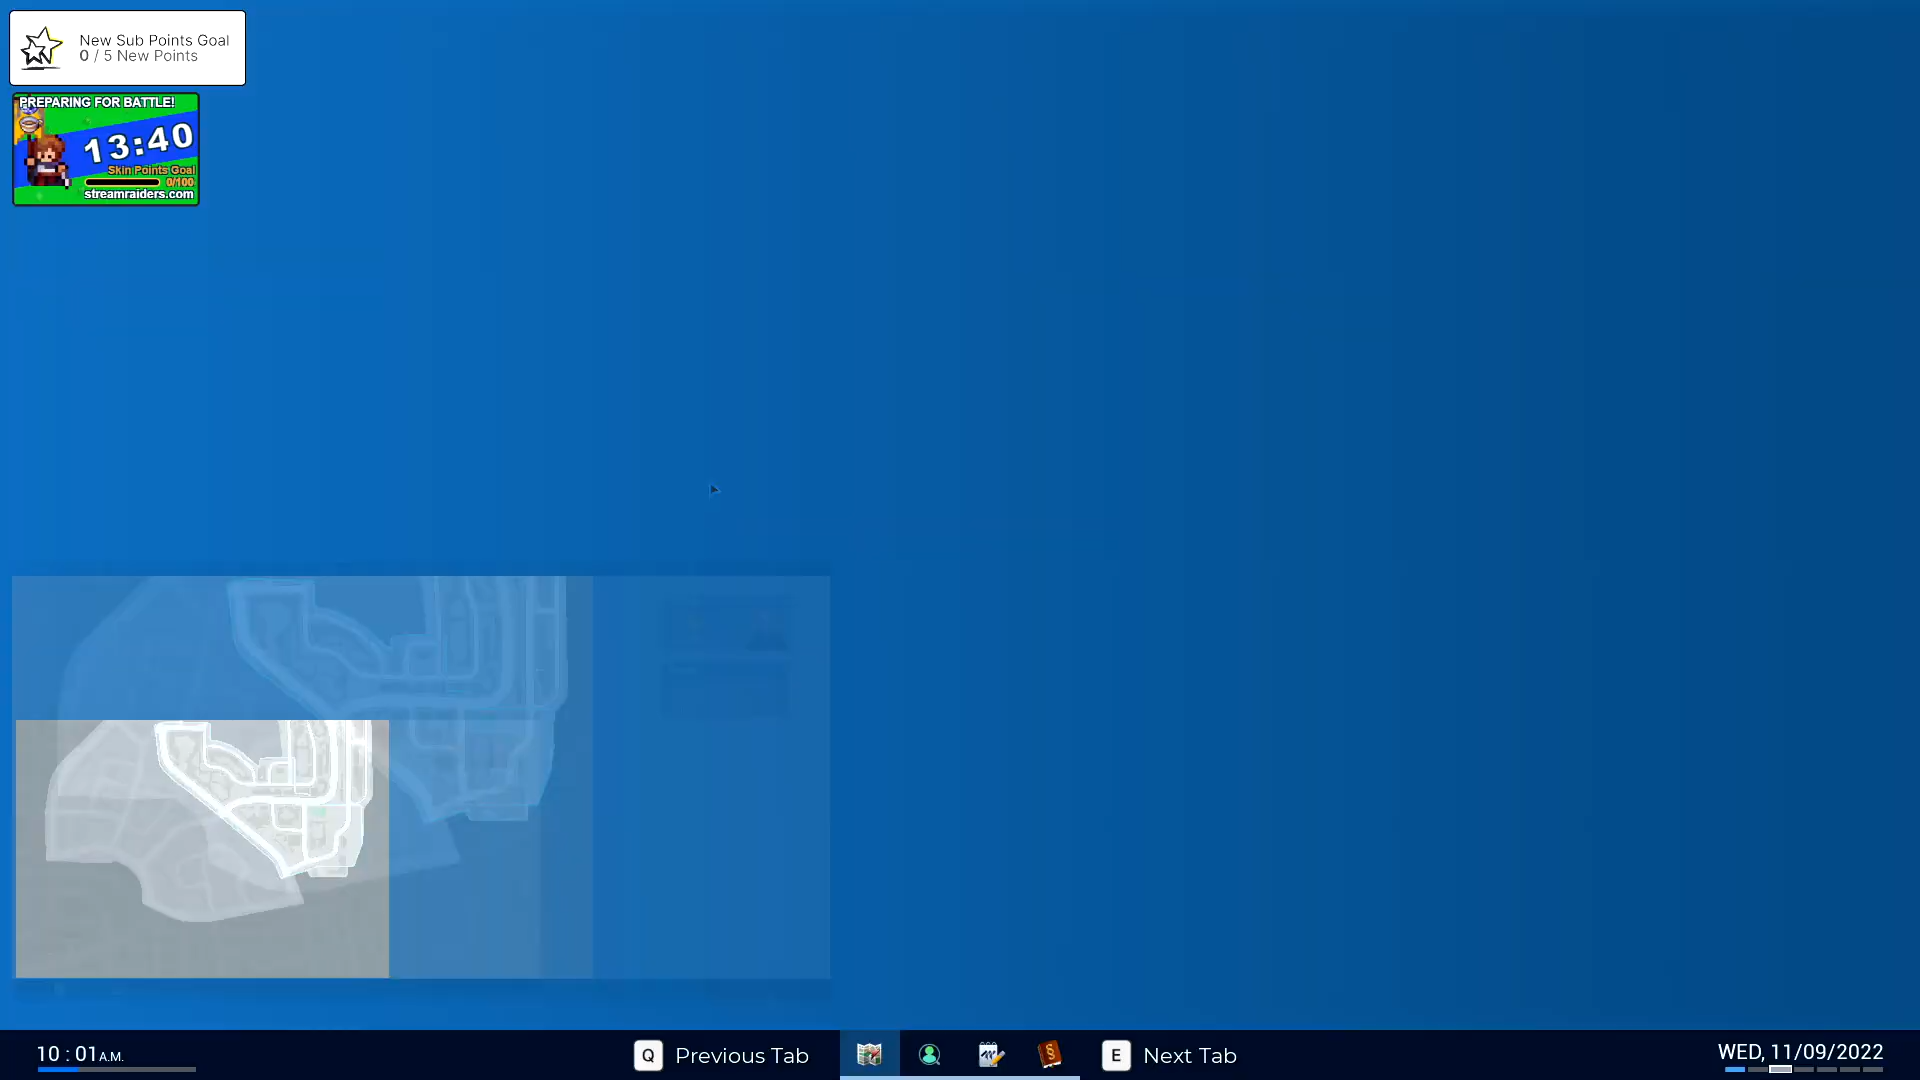 New Sub Points Goal
0 / 5 New Points
PREPARING FOR BATTLE!
13:40
Skin Points Goal
0/100
streamraiders.com
10 : 01 A.M.
Q Previous Tab
§
E Next Tab
WED, 11/09/2022